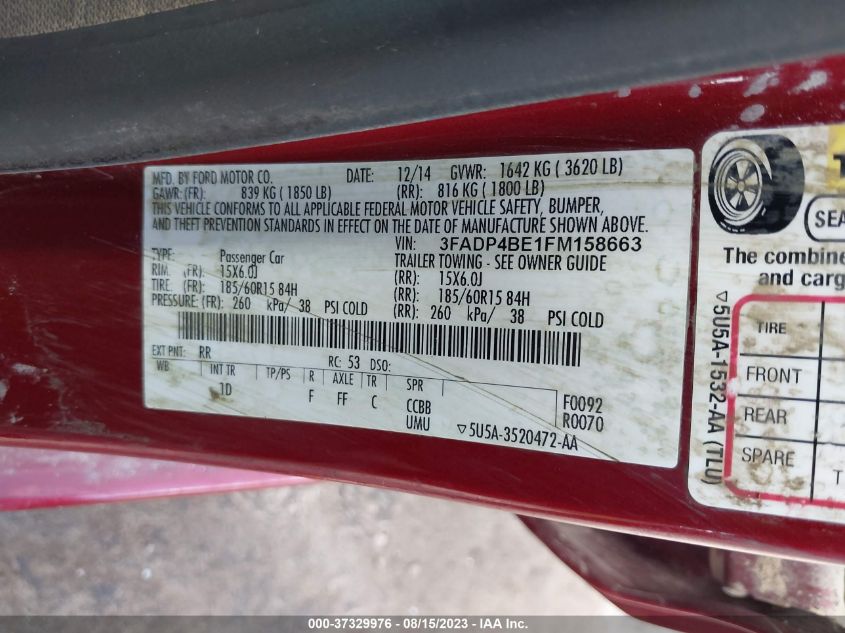 MFD. BY FORD MOTOR CO. DATE: 12/14 GVWR: 1642 KG ( 3620 LB)
GAWR: (FR): 839 KG ( 1850 LB) (RR): 816 KG ( 1800 LB)
THIS VEHICLE CONFORMS TO ALL APPLICABLE FEDERAL MOTOR VEHICLE SAFETY, BUMPER,
AND THEFT PREVENTION STANDARDS IN EFFECT ON THE DATE OF MANUFACTURE SHOWN ABOVE.
VIN: 3FADP4BE1FM158663
TYPE: Passenger Car TRAILER TOWING - SEE OWNER GUIDE
RIM: (FR): 15X6.0J (RR): 15X6.0J
TIRE: (FR): 185/60R15 84H (RR): 185/60R15 84H
PRESSURE: (FR): 260 kPa/ 38 PSI COLD (RR): 260 kPa/ 38 PSI COLD
EXT PNT: RR RC: 53 DSO:
WB INT TR TP/PS R AXLE TR SPR
1D F FF C CCBB F0092
UMU R0070
▽5U5A-3520472-AA
SEA
The combine
and carg
TIRE
FRONT
REAR
SPARE
T
▽5U5A-1532-AA (TLU)
000-37329976 - 08/15/2023 - IAA Inc.